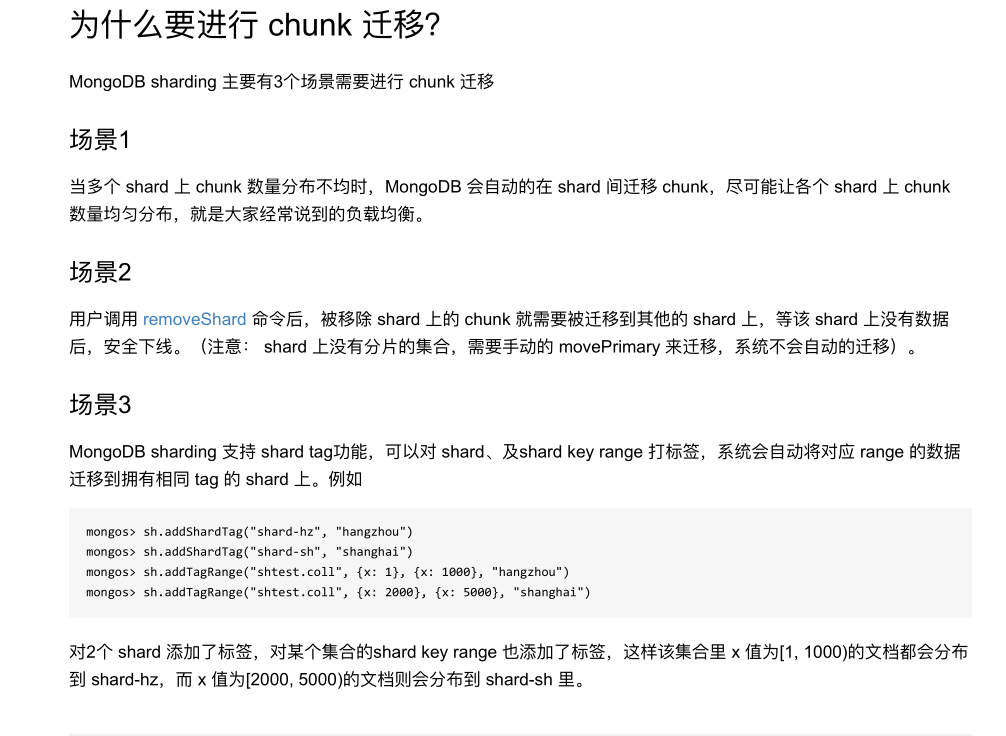 为什么要进行 chunk 迁移?
MongoDB sharding 主要有3个场景需要进行 chunk 迁移
场景1
当多个 shard 上 chunk 数量分布不均时，MongoDB 会自动的在 shard 间迁移 chunk，尽可能让各个 shard 上 chunk
数量均匀分布，就是大家经常说到的负载均衡。
场景2
用户调用 removeShard 命令后，被移除 shard 上的 chunk 就需要被迁移到其他的 shard 上，等该 shard 上没有数据
后，安全下线。（注意： shard 上没有分片的集合，需要手动的 movePrimary 来迁移，系统不会自动的迁移）。
场景3
MongoDB sharding 支持 shard tag功能，可以对 shard、及shard key range 打标签，系统会自动将对应 range 的数据
迁移到拥有相同 tag 的 shard 上。例如
mongos> sh.addShardTag("shard-hz", "hangzhou")
mongos> sh.addShardTag("shard-sh", "shanghai")
mongos> sh.addTagRange("shtest.coll", {x: 1}, {x: 1000}, "hangzhou")
mongos> sh.addTagRange("shtest.coll", {x: 2000}, {x: 5000}, "shanghai")
对2个 shard 添加了标签，对某个集合的shard key range 也添加了标签，这样该集合里 x 值为[1, 1000)的文档都会分布
到 shard-hz，而 x 值为[2000, 5000)的文档则会分布到 shard-sh 里。